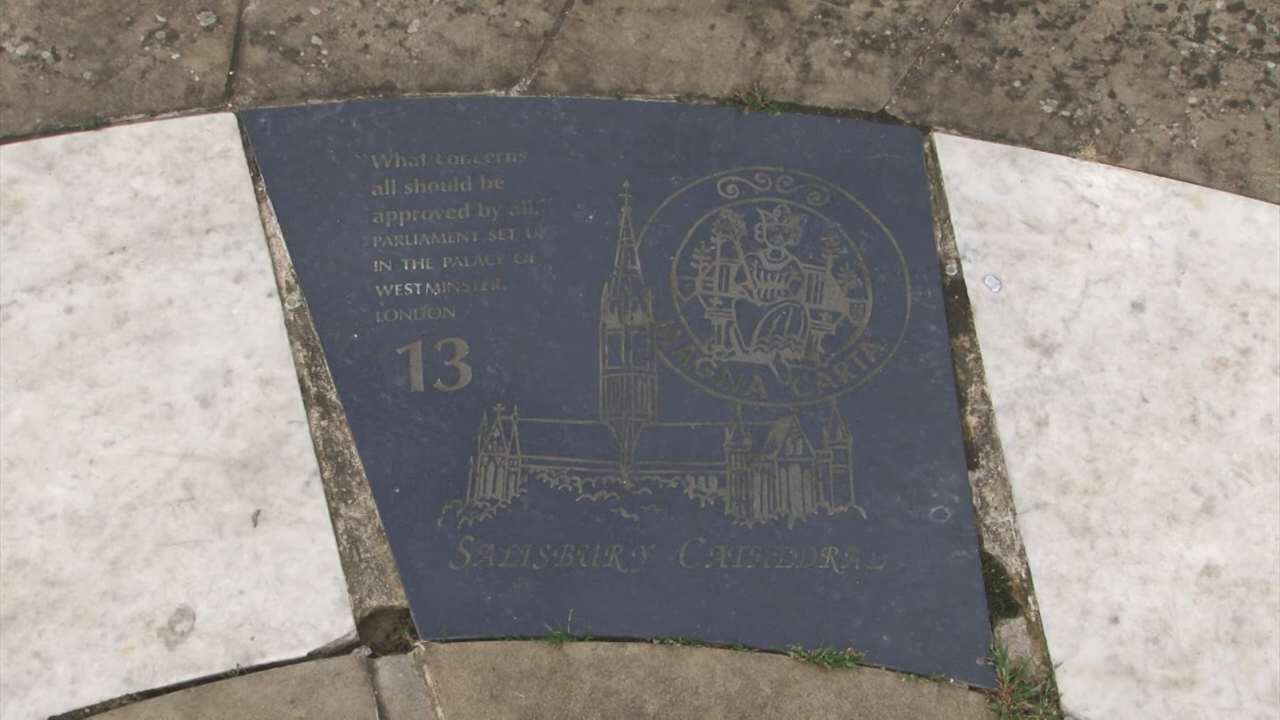 What concerns
all should be
approved by all.
PARLIAMENT SET UP
IN THE PALACE OF
WESTMINSTER,
LONDON
13
MAGNA CARTA
SALISBURY CATHEDRAL